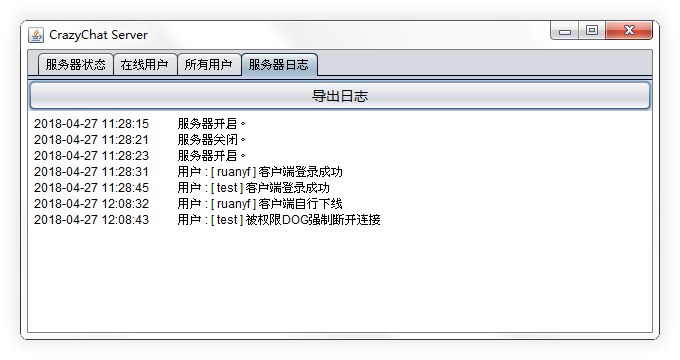 CrazyChat Server
服务器状态 在线用户 所有用户 服务器日志
导出日志
2018-04-27 11:28:15 服务器开启。
2018-04-27 11:28:21 服务器关闭。
2018-04-27 11:28:23 服务器开启。
2018-04-27 11:28:31 用户 : [ ruanyf ] 客户端登录成功
2018-04-27 11:28:45 用户 : [ test ] 客户端登录成功
2018-04-27 12:08:32 用户 : [ ruanyf ] 客户端自行下线
2018-04-27 12:08:43 用户 : [ test ] 被权限DOG强制断开连接